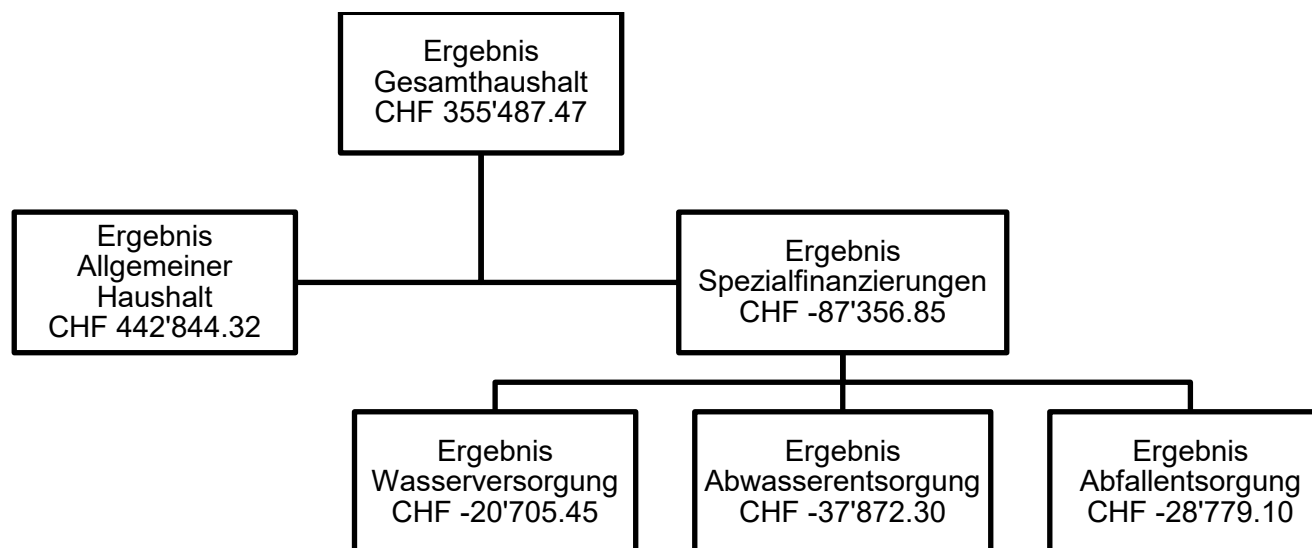 Ergebnis
Gesamthaushalt
CHF 355'487.47
Ergebnis
Allgemeiner
Haushalt
CHF 442'844.32
Ergebnis
Spezialfinanzierungen
CHF -87'356.85
Ergebnis
Wasserversorgung
CHF -20'705.45
Ergebnis
Abwasserentsorgung
CHF -37'872.30
Ergebnis
Abfallentsorgung
CHF -28'779.10